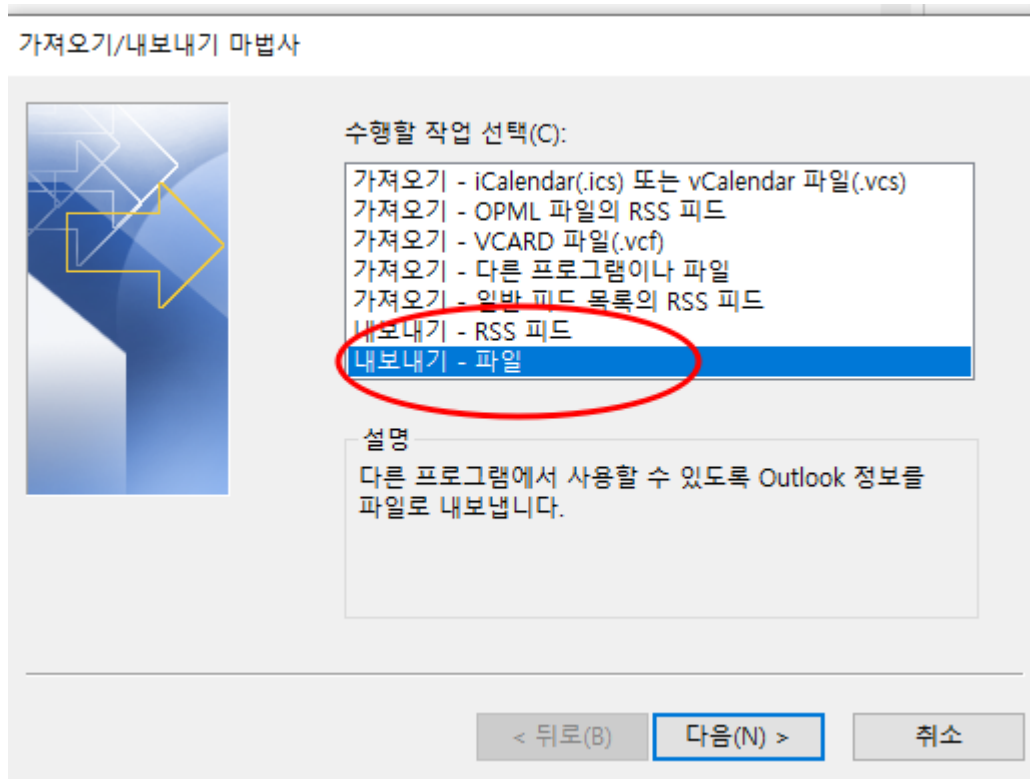 가져오기/내보내기 마법사
수행할 작업 선택(C):
가져오기 - iCalendar(.ics) 또는 vCalendar 파일(.vcs)
가져오기 - OPML 파일의 RSS 피드
가져오기 - VCARD 파일(.vcf)
가져오기 - 다른 프로그램이나 파일
가져오기 - 일반 피드 목록의 RSS 피드
내보내기 - RSS 피드
내보내기 - 파일
설명
다른 프로그램에서 사용할 수 있도록 Outlook 정보를
파일로 내보냅니다.
< 뒤로(B) 다음(N) > 취소